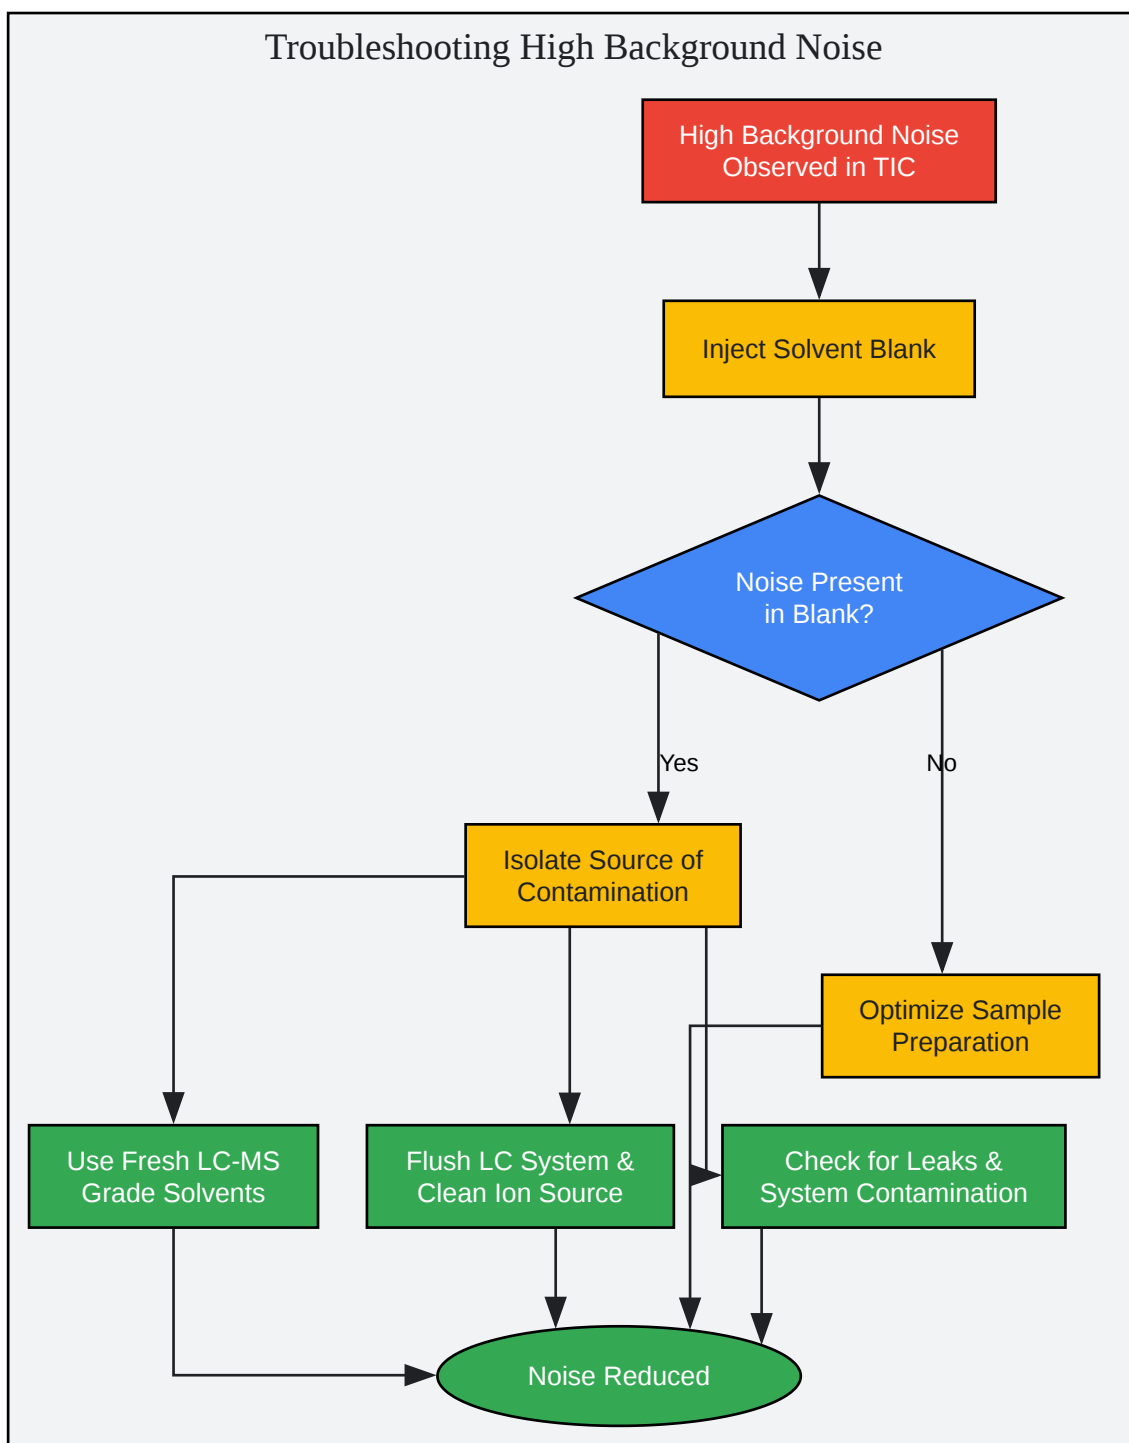 Troubleshooting High Background Noise
High Background Noise
Observed in TIC
Inject Solvent Blank
Noise Present
in Blank?
Yes
No
Isolate Source of
Contamination
Optimize Sample
Preparation
Use Fresh LC-MS
Grade Solvents
Flush LC System &
Clean Ion Source
Check for Leaks &
System Contamination
Noise Reduced